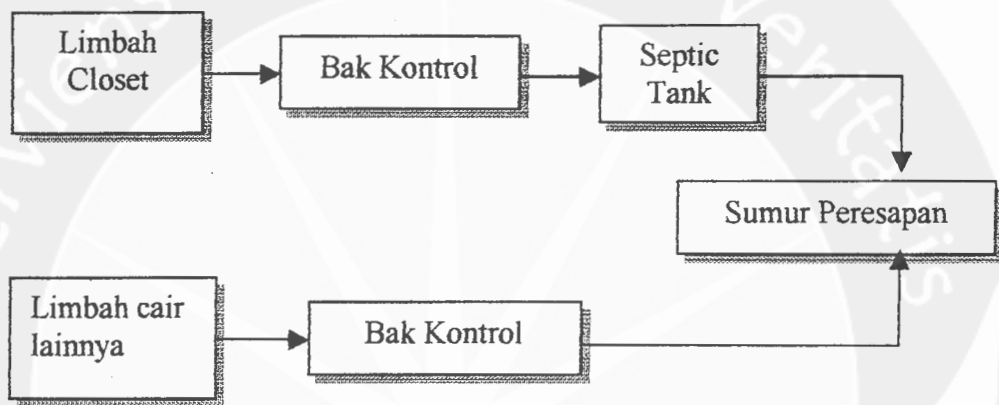 Limbah
Closet
Bak Kontrol
Septic
Tank
Sumur Peresapan
Limbah cair
lainnya
Bak Kontrol